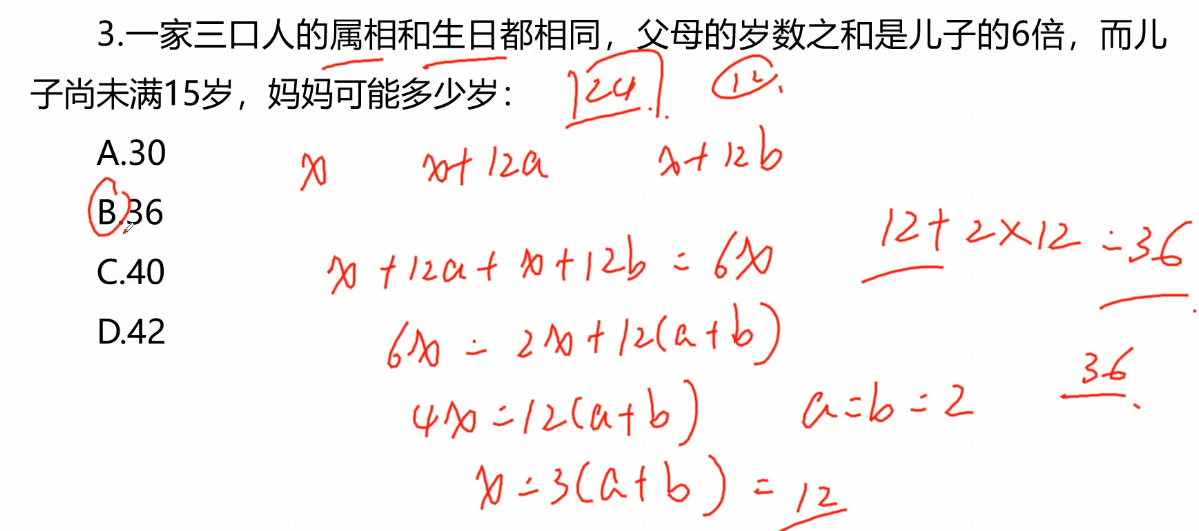 3.一家三口人的属相和生日都相同，父母的岁数之和是儿子的6倍，而儿
子尚未满15岁，妈妈可能多少岁：
24 12
A.30
x x+12a x+12b
B.36
12+2×12=36
C.40
x+12a+x+12b=6x
D.42
6x=2x+12(a+b)
36
4x=12(a+b) a=b=2
x=3(a+b)=12